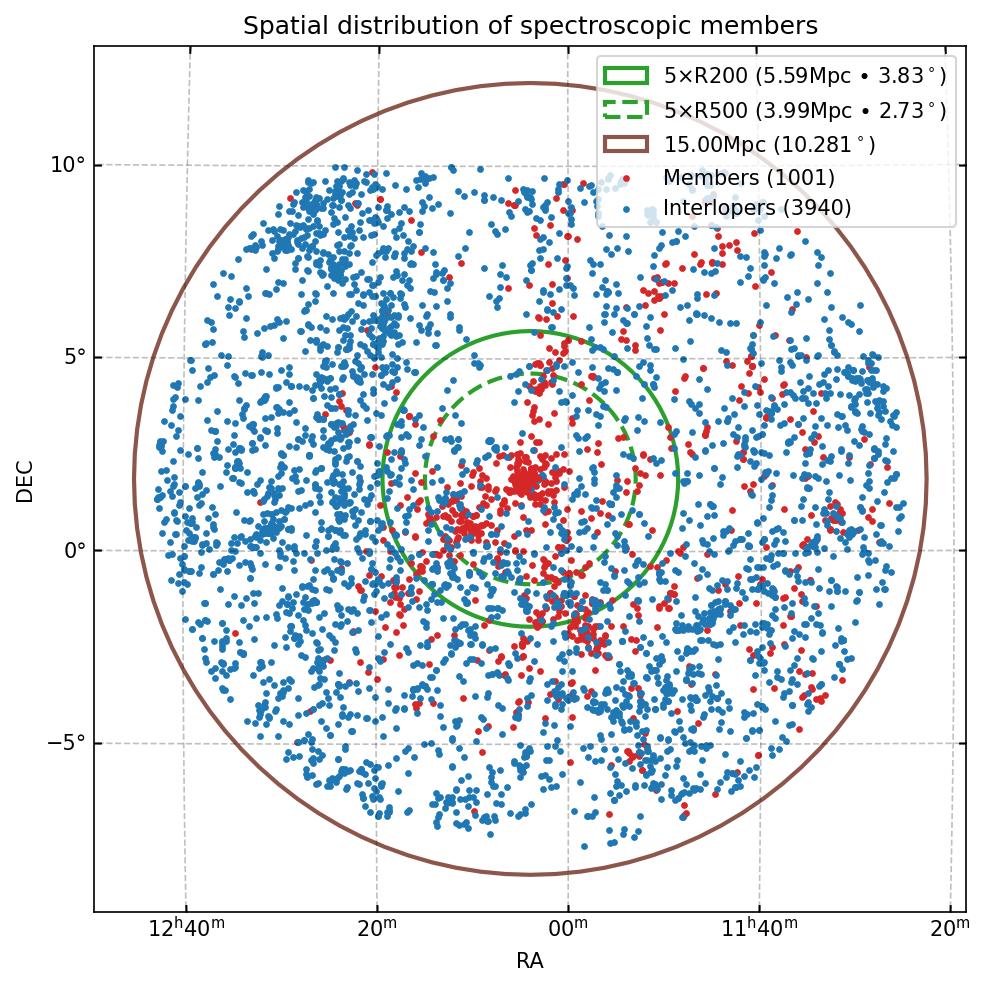 Spatial distribution of spectroscopic members
5×R200 (5.59Mpc • 3.83°)
5×R500 (3.99Mpc • 2.73°)
15.00Mpc (10.281°)
Members (1001)
Interlopers (3940)
10°
5°
0°
−5°
DEC
12ʰ40ᵐ 20ᵐ 00ᵐ 11ʰ40ᵐ 20ᵐ
RA